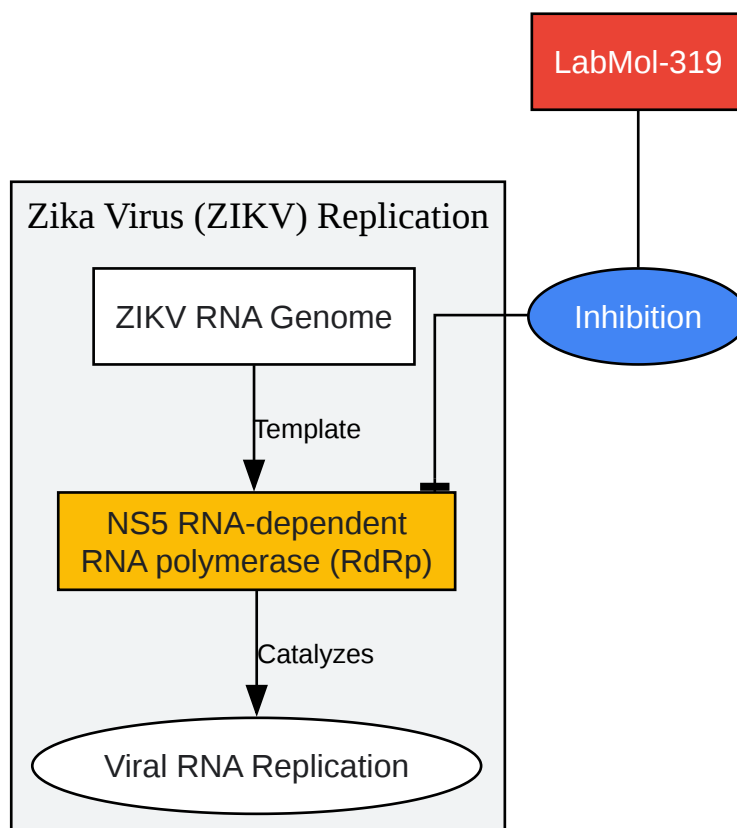 LabMol-319
Zika Virus (ZIKV) Replication
ZIKV RNA Genome
Inhibition
Template
NS5 RNA-dependent
RNA polymerase (RdRp)
Catalyzes
Viral RNA Replication